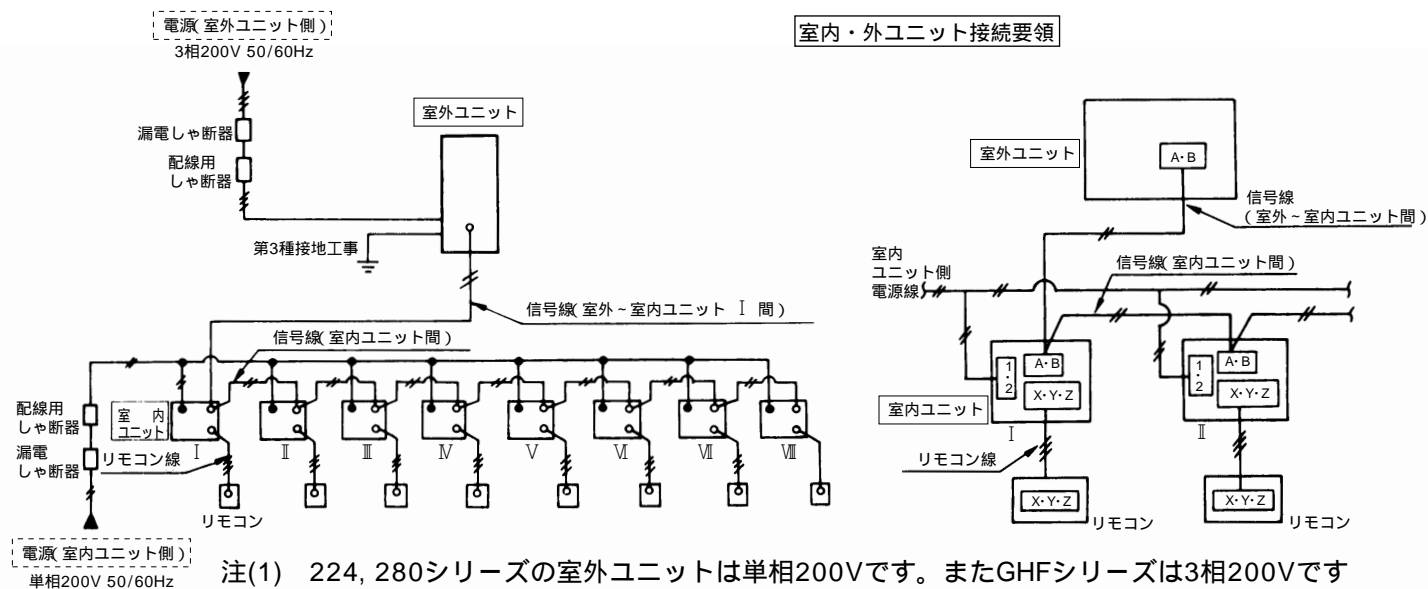 電源(室外ユニット側)
3相200V 50/60Hz
漏電しゃ断器
配線用
しゃ断器
室外ユニット
第3種接地工事
信号線(室外~室内ユニット Ⅰ 間)
信号線(室内ユニット間)
配線用
しゃ断器
漏電
しゃ断器
室 内
ユニット
Ⅰ
Ⅱ
Ⅲ
Ⅳ
Ⅴ
Ⅵ
Ⅶ
Ⅷ
リモコン線
リモコン
電源(室内ユニット側)
単相200V 50/60Hz
室内・外ユニット接続要領
室外ユニット
A・B
信号線
(室外~室内ユニット間)
室内
ユニット側
電源線
信号線(室内ユニット間)
1・2
A・B
X・Y・Z
1・2
A・B
X・Y・Z
室内ユニット
Ⅰ
Ⅱ
リモコン線
X・Y・Z
リモコン
X・Y・Z
リモコン
注(1) 224, 280シリーズの室外ユニットは単相200Vです。またGHFシリーズは3相200Vです